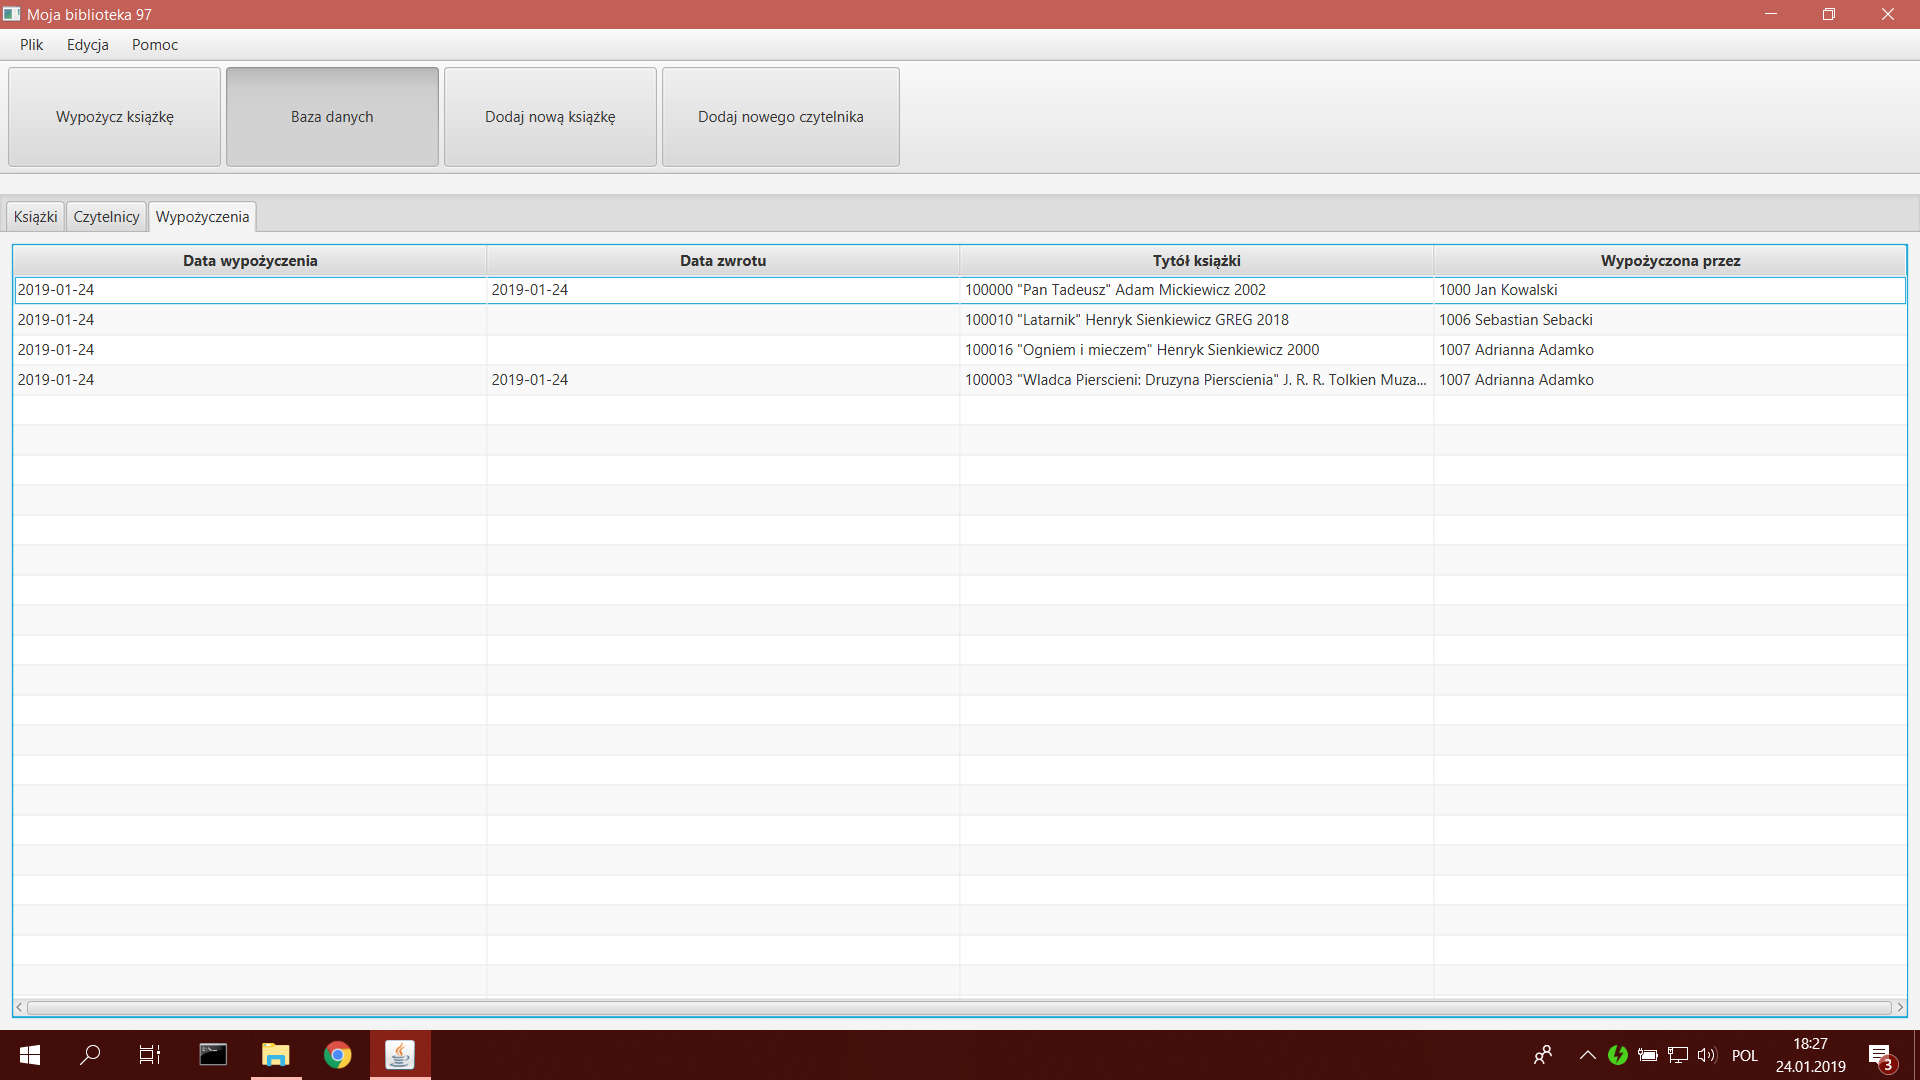 Moja biblioteka 97
Plik Edycja Pomoc
Wypożycz książkę Baza danych Dodaj nową książkę Dodaj nowego czytelnika
Książki Czytelnicy Wypożyczenia
Data wypożyczenia Data zwrotu Tytół książki Wypożyczona przez
2019-01-24 2019-01-24 100000 "Pan Tadeusz" Adam Mickiewicz 2002 1000 Jan Kowalski
2019-01-24 100010 "Latarnik" Henryk Sienkiewicz GREG 2018 1006 Sebastian Sebacki
2019-01-24 100016 "Ogniem i mieczem" Henryk Sienkiewicz 2000 1007 Adrianna Adamko
2019-01-24 2019-01-24 100003 "Wladca Pierscieni: Druzyna Pierscienia" J. R. R. Tolkien Muza... 1007 Adrianna Adamko
POL
18:27
24.01.2019
3